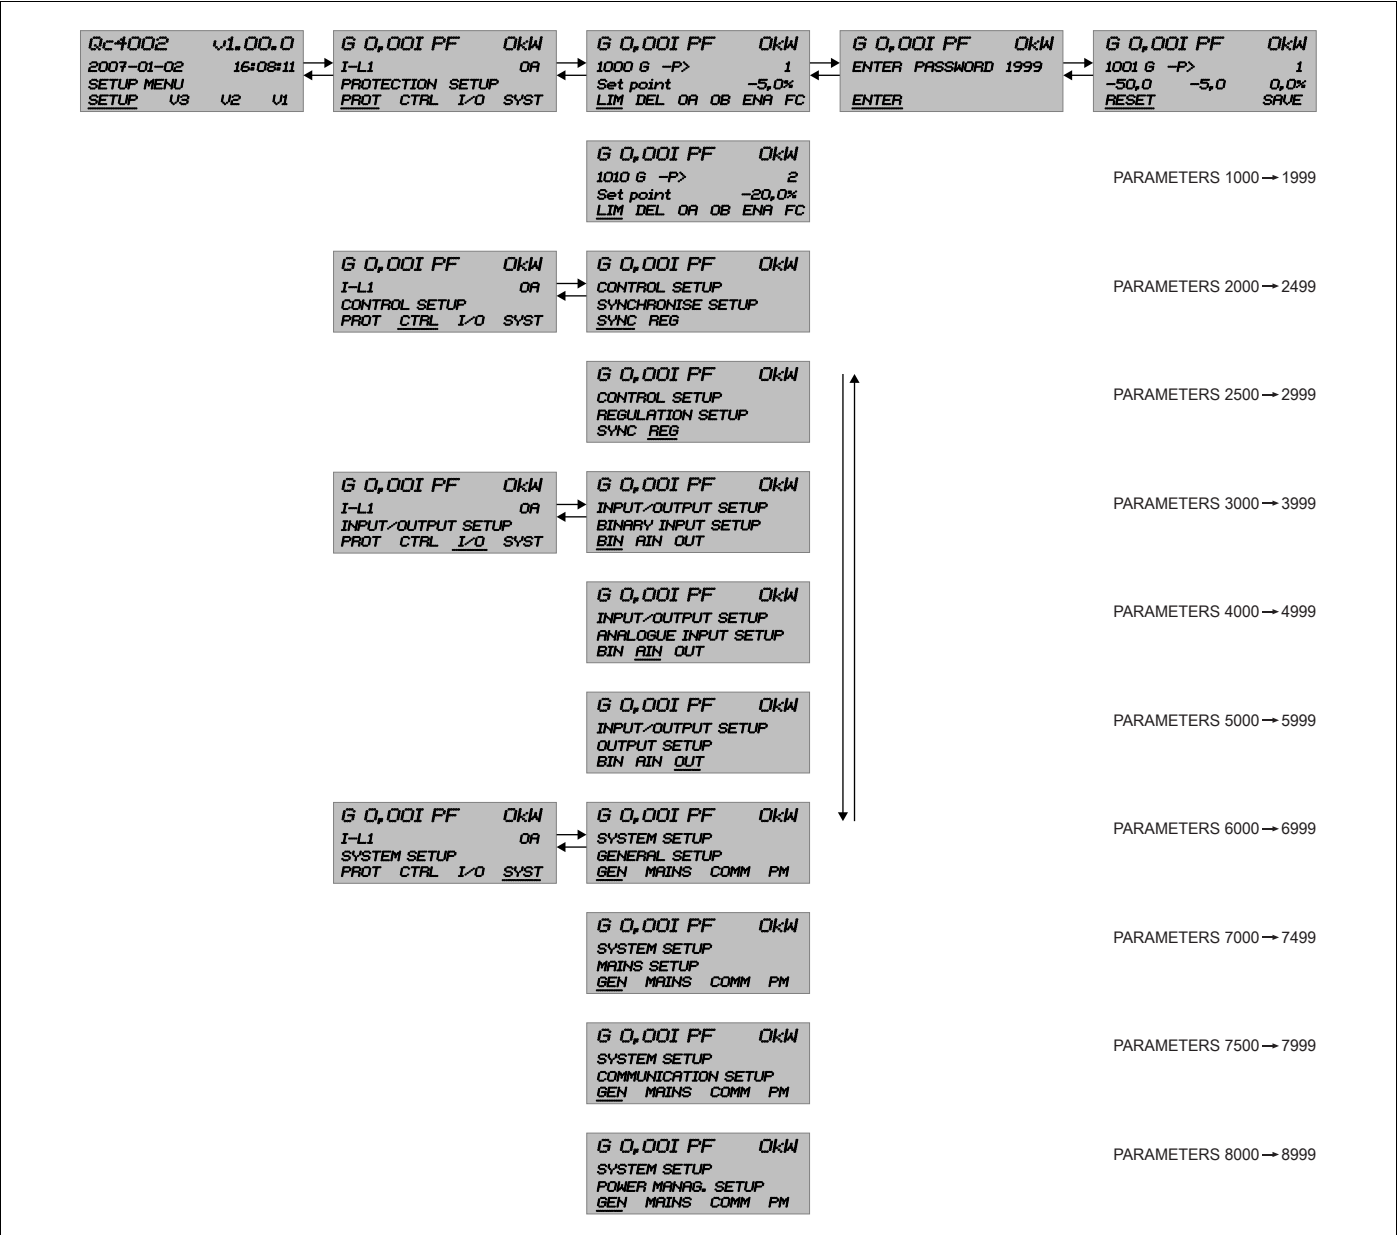 Qc4002 v1.00.0
2007-01-02 16:08:11
SETUP MENU
SETUP V3 V2 V1
G 0,00I PF 0kW
I-L1 0A
PROTECTION SETUP
PROT CTRL I/O SYST
G 0,00I PF 0kW
1000 G -P> 1
Set point -5,0%
LIM DEL OA OB ENA FC
G 0,00I PF 0kW
ENTER PASSWORD 1999
ENTER
G 0,00I PF 0kW
1001 G -P> 1
-50,0 -5,0 0,0%
RESET SAVE
G 0,00I PF 0kW
1010 G -P> 2
Set point -20,0%
LIM DEL OA OB ENA FC
PARAMETERS 1000 → 1999
G 0,00I PF 0kW
I-L1 0A
CONTROL SETUP
PROT CTRL I/O SYST
G 0,00I PF 0kW
CONTROL SETUP
SYNCHRONISE SETUP
SYNC REG
PARAMETERS 2000 → 2499
G 0,00I PF 0kW
CONTROL SETUP
REGULATION SETUP
SYNC REG
PARAMETERS 2500 → 2999
G 0,00I PF 0kW
I-L1 0A
INPUT/OUTPUT SETUP
PROT CTRL I/O SYST
G 0,00I PF 0kW
INPUT/OUTPUT SETUP
BINARY INPUT SETUP
BIN AIN OUT
PARAMETERS 3000 → 3999
G 0,00I PF 0kW
INPUT/OUTPUT SETUP
ANALOGUE INPUT SETUP
BIN AIN OUT
PARAMETERS 4000 → 4999
G 0,00I PF 0kW
INPUT/OUTPUT SETUP
OUTPUT SETUP
BIN AIN OUT
PARAMETERS 5000 → 5999
G 0,00I PF 0kW
I-L1 0A
SYSTEM SETUP
PROT CTRL I/O SYST
G 0,00I PF 0kW
SYSTEM SETUP
GENERAL SETUP
GEN MAINS COMM PM
PARAMETERS 6000 → 6999
G 0,00I PF 0kW
SYSTEM SETUP
MAINS SETUP
GEN MAINS COMM PM
PARAMETERS 7000 → 7499
G 0,00I PF 0kW
SYSTEM SETUP
COMMUNICATION SETUP
GEN MAINS COMM PM
PARAMETERS 7500 → 7999
G 0,00I PF 0kW
SYSTEM SETUP
POWER MANAG. SETUP
GEN MAINS COMM PM
PARAMETERS 8000 → 8999